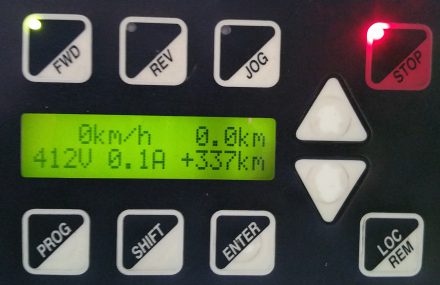 FWD
REV
JOG
STOP
0km/h 0.0km
412V 0.1A +337km
PROG
SHIFT
ENTER
LOC
REM